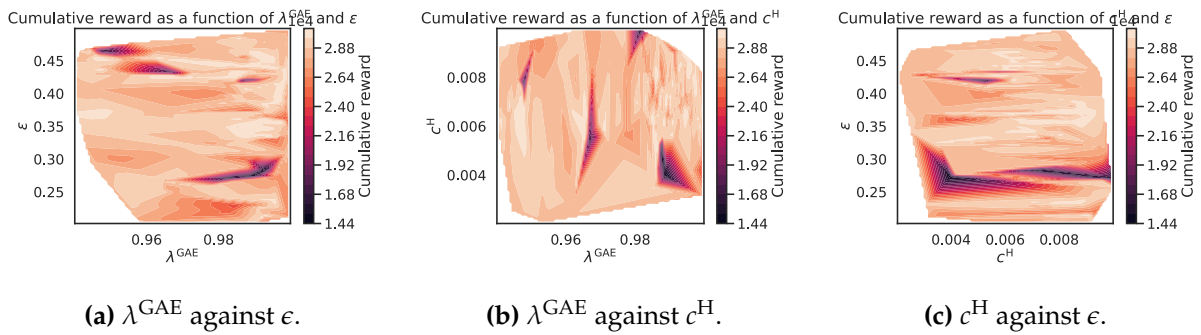 Cumulative reward as a function of λ^GAE and ε
1e4
0.45
0.40
0.35
0.30
0.25
ε
0.96 0.98
λ^GAE
2.88
2.64
2.40
2.16
1.92
1.68
1.44
Cumulative reward
(a) λ^GAE against ϵ.
Cumulative reward as a function of λ^GAE and c^H
1e4
0.008
0.006
0.004
c^H
0.96 0.98
λ^GAE
2.88
2.64
2.40
2.16
1.92
1.68
1.44
Cumulative reward
(b) λ^GAE against c^H.
Cumulative reward as a function of c^H and ε
1e4
0.45
0.40
0.35
0.30
0.25
ε
0.004 0.006 0.008
c^H
2.88
2.64
2.40
2.16
1.92
1.68
1.44
Cumulative reward
(c) c^H against ϵ.